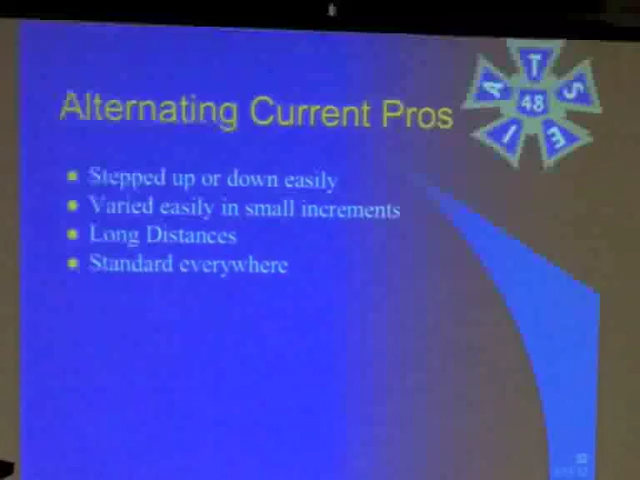 Alternating Current Pros
Stepped up or down easily
Varied easily in small increments
Long Distances
Standard everywhere
I A T S E
48